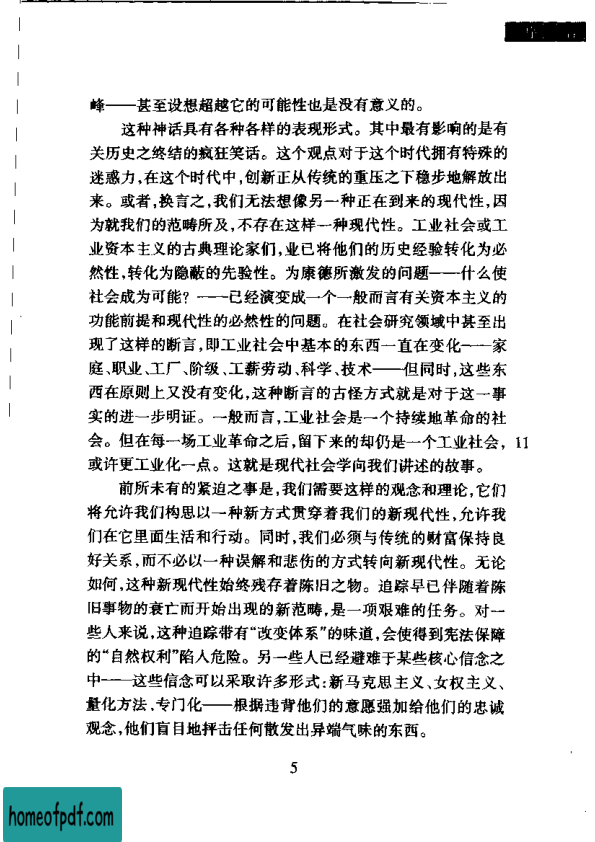 峰——甚至设想超越它的可能性也是没有意义的。
这种神话具有各种各样的表现形式。其中最有影响的是有
关历史之终结的疯狂笑话。这个观点对于这个时代拥有特殊的
迷惑力,在这个时代中,创新正从传统的重压之下稳步地解放出
来。或者,换言之,我们无法想像另一种正在到来的现代性,因
为就我们的范畴所及,不存在这样一种现代性。工业社会或工
业资本主义的古典理论家们,业已将他们的历史经验转化为必
然性,转化为隐蔽的先验性。为康德所激发的问题——什么使
社会成为可能?——已经演变成一个一般而言有关资本主义的
功能前提和现代性的必然性的问题。在社会研究领域中甚至出
现了这样的断言,即工业社会中基本的东西一直在变化——家
庭、职业、工厂、阶级、工薪劳动、科学、技术——但同时,这些东
西在原则上又没有变化,这种断言的古怪方式就是对于这一事
实的进一步明证。一般而言,工业社会是一个持续地革命的社
会。但在每一场工业革命之后,留下来的却仍是一个工业社会, 11
或许更工业化一点。这就是现代社会学向我们讲述的故事。
前所未有的紧迫之事是,我们需要这样的观念和理论,它们
将允许我们构思以一种新方式贯穿着我们的新现代性,允许我
们在它里面生活和行动。同时,我们必须与传统的财富保持良
好关系,而不必以一种误解和悲伤的方式转向新现代性。无论
如何,这种新现代性始终残存着陈旧之物。追踪早已伴随着陈
旧事物的衰亡而开始出现的新范畴,是一项艰难的任务。对一
些人来说,这种追踪带有“改变体系”的味道,会使得到宪法保障
的“自然权利”陷入危险。另一些人已经避难于某些核心信念之
中——这些信念可以采取许多形式:新马克思主义、女权主义、
量化方法、专门化——根据违背他们的意愿强加给他们的忠诚
观念,他们盲目地抨击任何散发出异端气味的东西。
5
homeofpdf.com